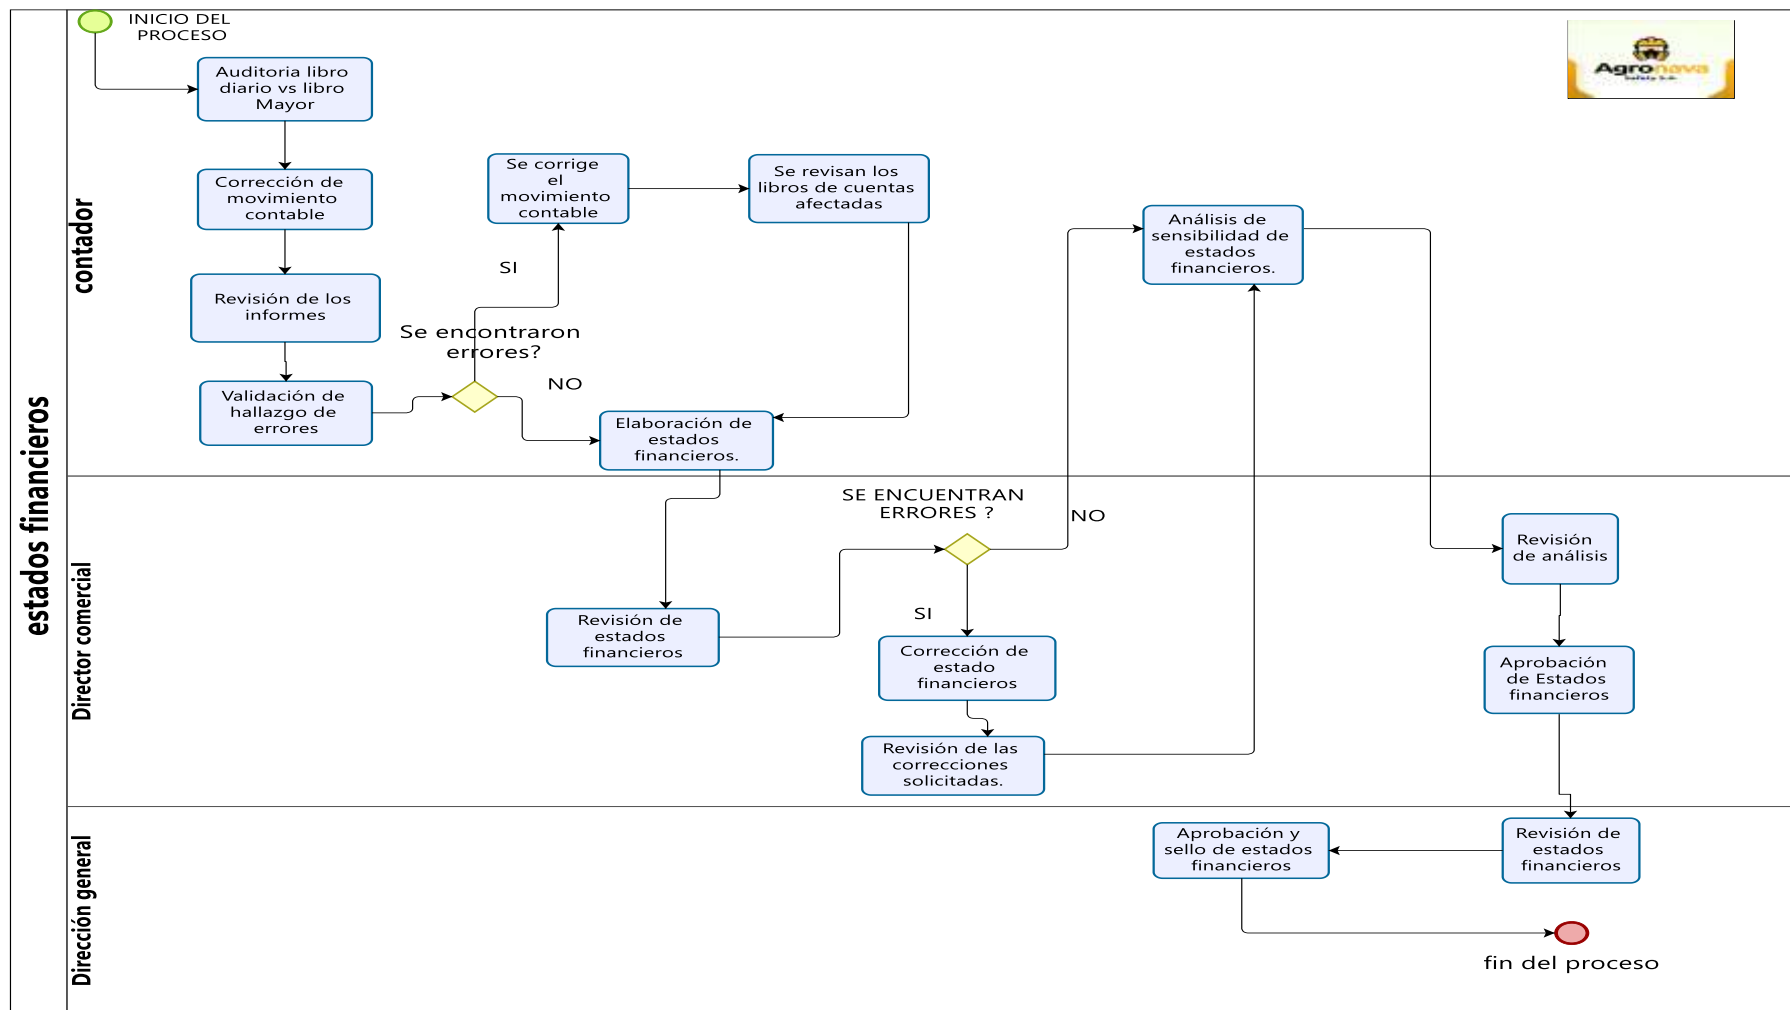 estados financieros
contador
Director comercial
Dirección general
INICIO DEL
PROCESO
Agronova
Safety S.A.
Auditoria libro
diario vs libro
Mayor
Corrección de
movimiento
contable
Revisión de los
informes
Validación de
hallazgo de
errores
Se encontraron
errores?
SI
NO
Se corrige
el
movimiento
contable
Se revisan los
libros de cuentas
afectadas
Elaboración de
estados
financieros.
Análisis de
sensibilidad de
estados
financieros.
Revisión de
estados
financieros
SE ENCUENTRAN
ERRORES ?
NO
SI
Corrección de
estado
financieros
Revisión de las
correcciones
solicitadas.
Revisión
de análisis
Aprobación
de Estados
financieros
Revisión de
estados
financieros
Aprobación y
sello de estados
financieros
fin del proceso